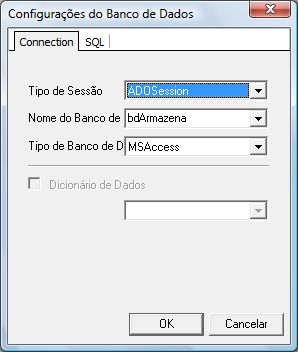 Configurações do Banco de Dados
Connection SQL
Tipo de Sessão ADOSession
Nome do Banco de bdArmazena
Tipo de Banco de D MSAccess
Dicionário de Dados
OK Cancelar